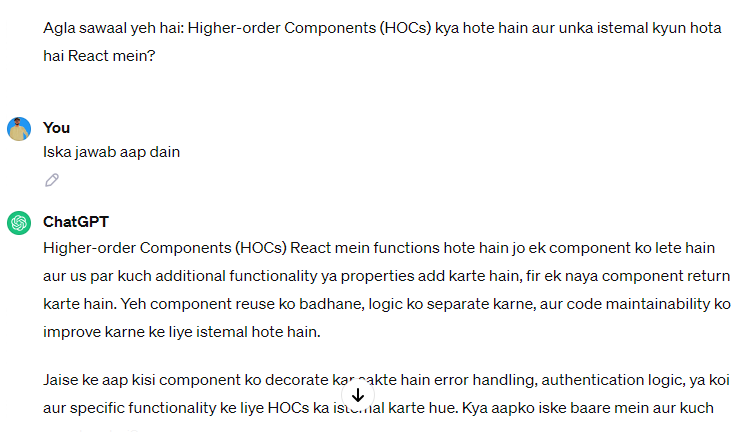 Agla sawaal yeh hai: Higher-order Components (HOCs) kya hote hain aur unka istemal kyun hota
hai React mein?
You
Iska jawab aap dain
ChatGPT
Higher-order Components (HOCs) React mein functions hote hain jo ek component ko lete hain
aur us par kuch additional functionality ya properties add karte hain, fir ek naya component return
karte hain. Yeh component reuse ko badhane, logic ko separate karne, aur code maintainability ko
improve karne ke liye istemal hote hain.
Jaise ke aap kisi component ko decorate kar sakte hain error handling, authentication logic, ya koi
aur specific functionality ke liye HOCs ka istemal karte hue. Kya aapko iske baare mein aur kuch